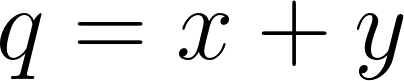 q = x + y